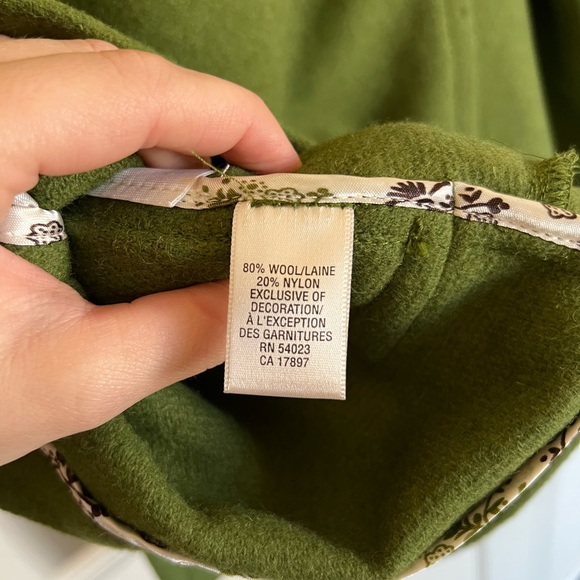 80% WOOL/LAINE
20% NYLON
EXCLUSIVE OF
DECORATION/
À L'EXCEPTION
DES GARNITURES
RN 54023
CA 17897